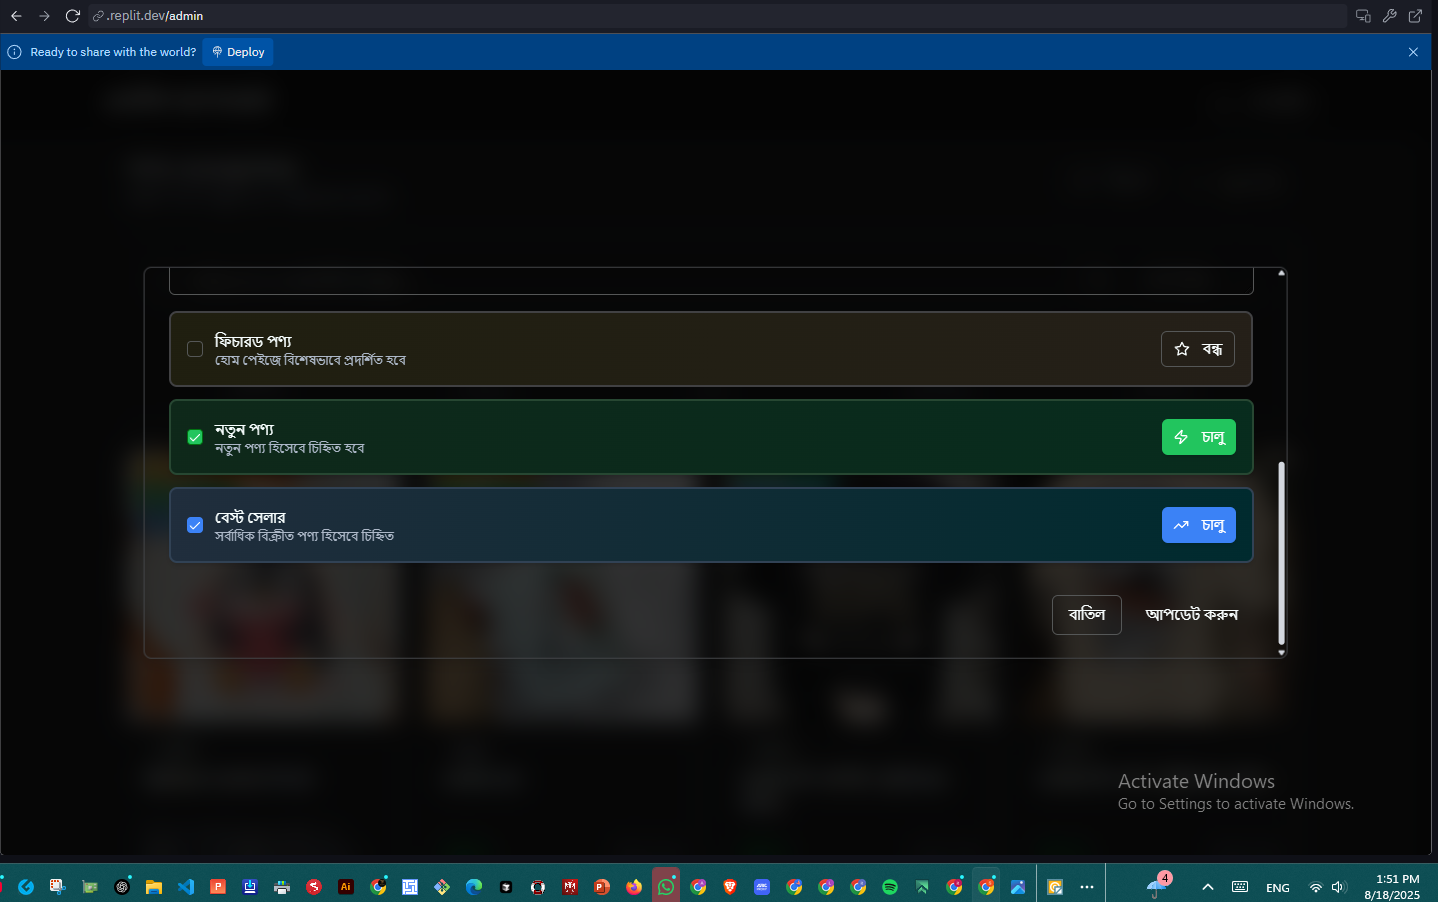 .replit.dev/admin
Ready to share with the world?
Deploy
ফিচারড পণ্য
হোম পেইজে বিশেষভাবে প্রদর্শিত হবে
বন্ধ
নতুন পণ্য
নতুন পণ্য হিসেবে চিহ্নিত হবে
চালু
বেস্ট সেলার
সর্বাধিক বিক্রীত পণ্য হিসেবে চিহ্নিত
চালু
বাতিল
আপডেট করুন
Activate Windows
Go to Settings to activate Windows.
4
ENG
1:51 PM
8/18/2025